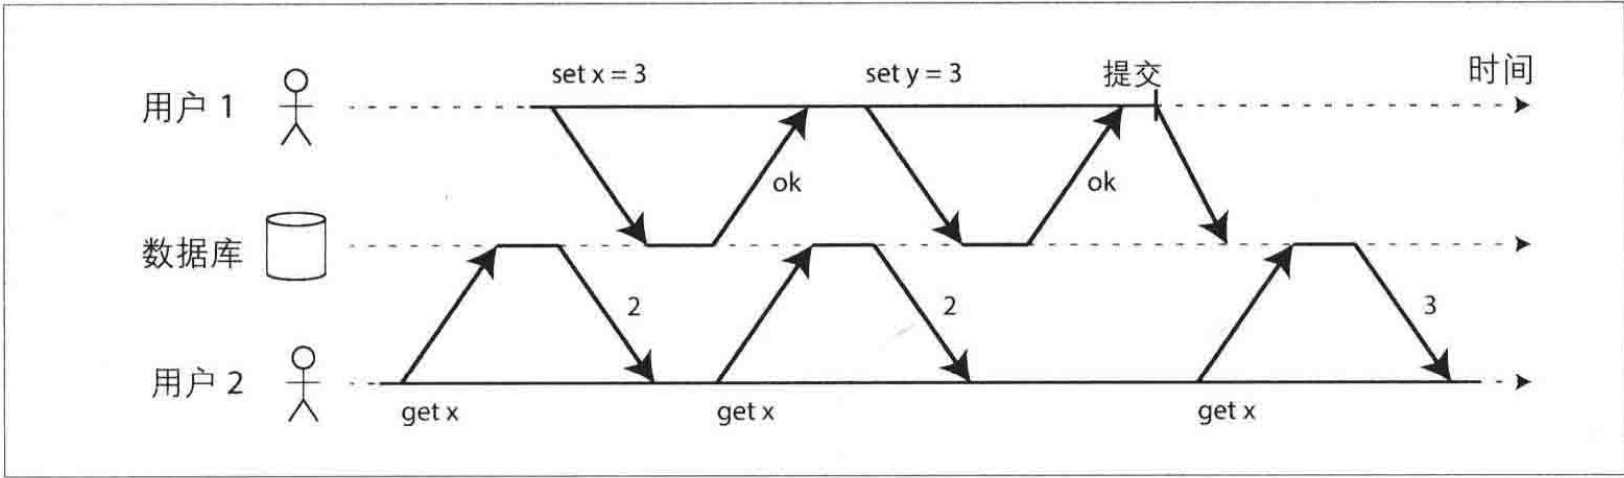 set x = 3
set y = 3
提交
时间
用户 1
ok
ok
数据库
2
2
3
用户 2
get x
get x
get x